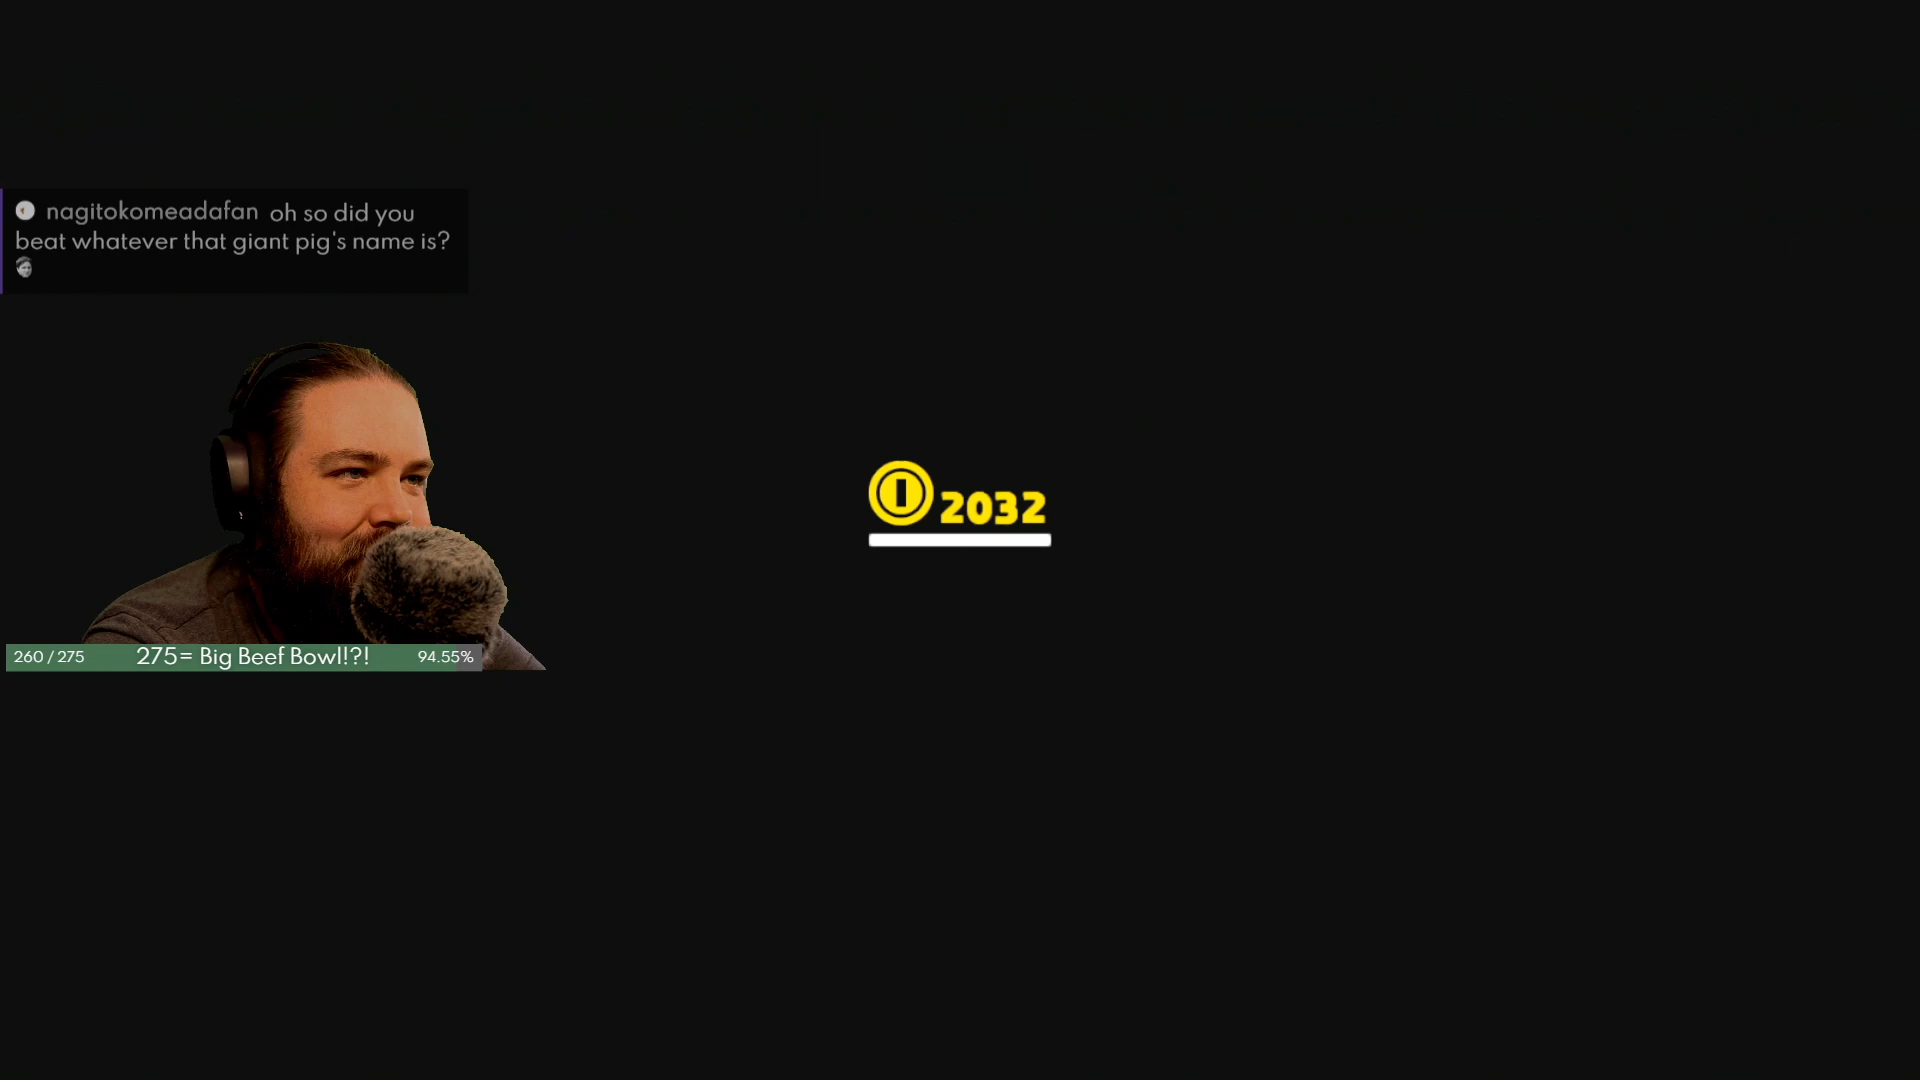 nagitokomeadafan oh so did you
beat whatever that giant pig's name is?
2032
260 / 275 275= Big Beef Bowl!?! 94.55%